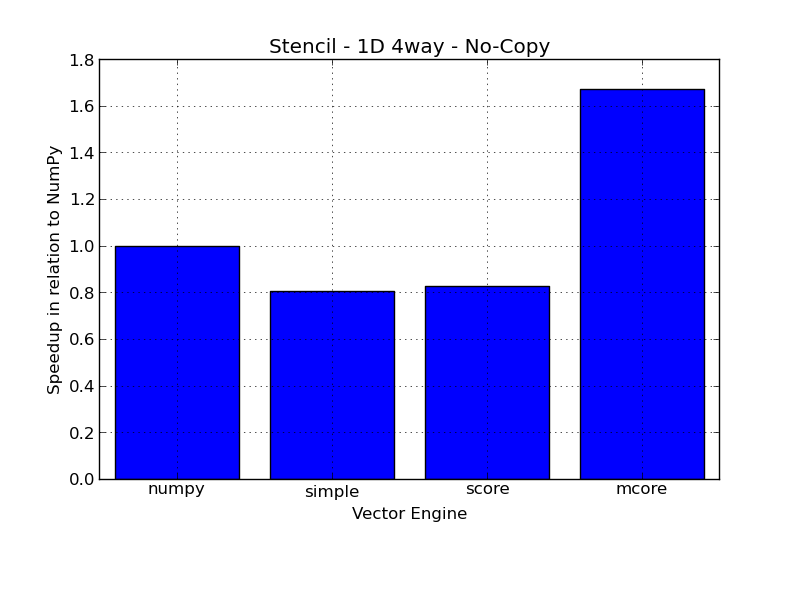 Stencil - 1D 4way - No-Copy
1.8
1.6
1.4
1.2
1.0
0.8
0.6
0.4
0.2
0.0
Speedup in relation to NumPy
numpy simple score mcore
Vector Engine